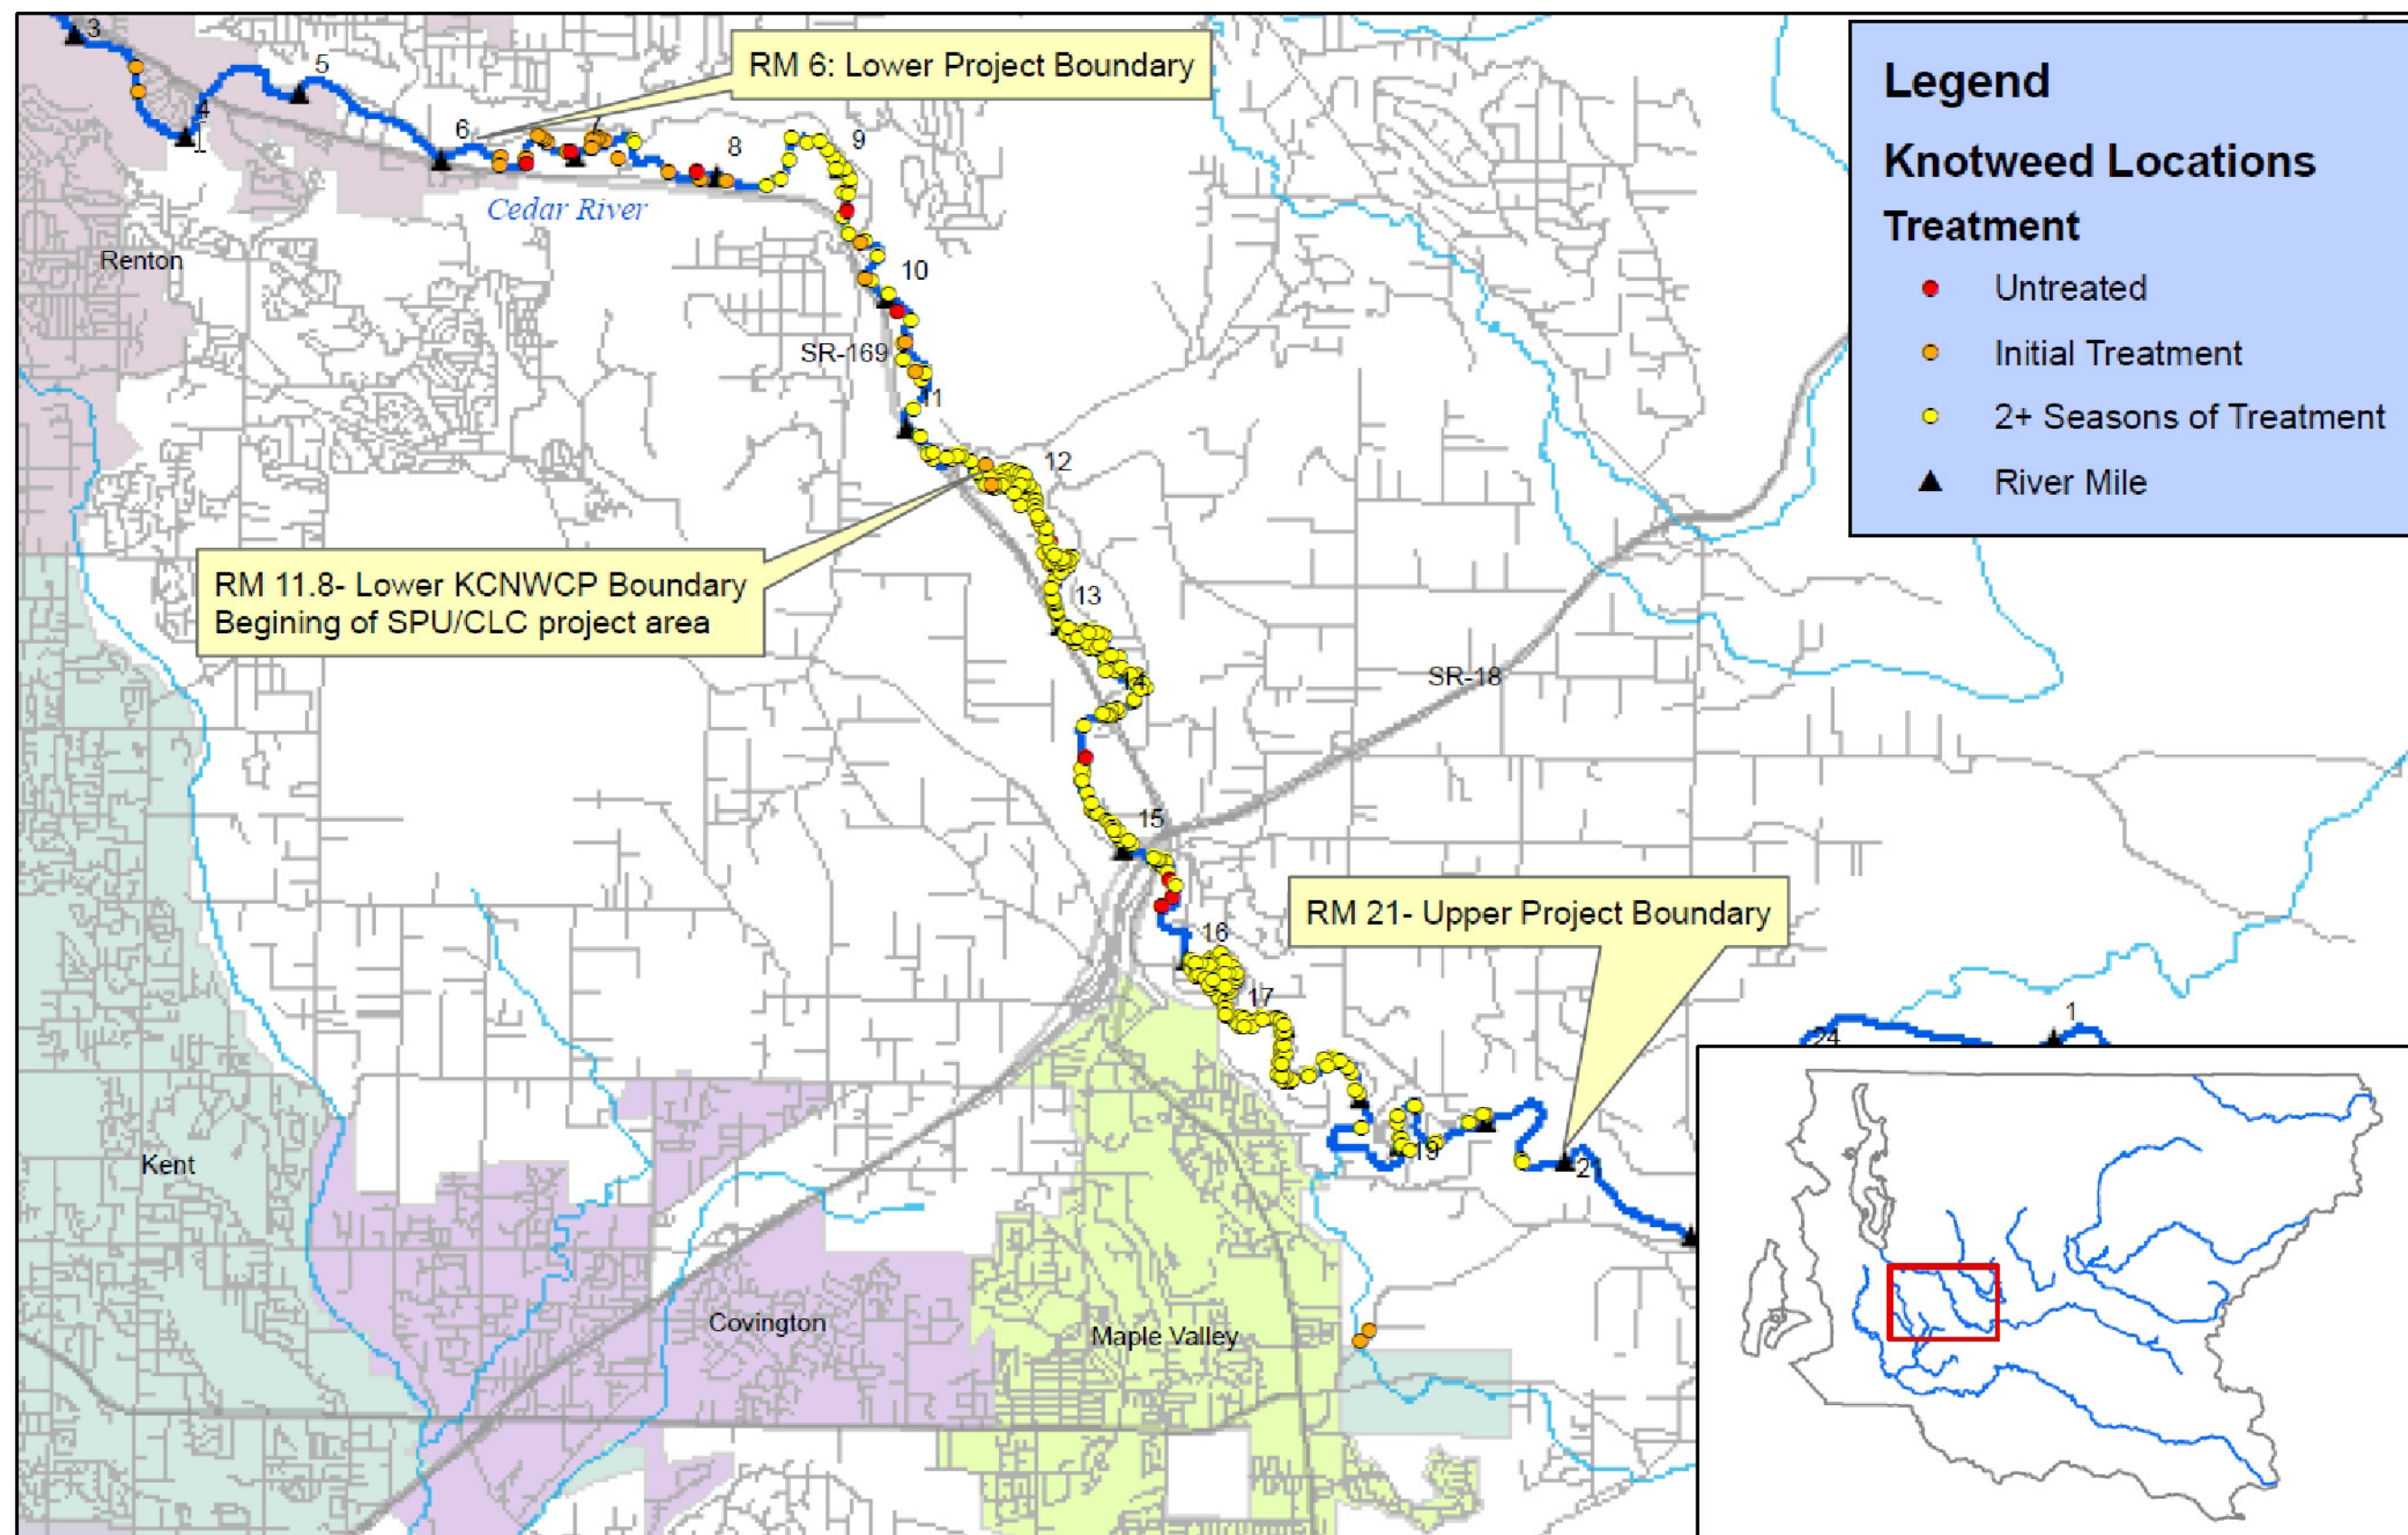 3
5
4
1
RM 6: Lower Project Boundary
6
8
9
Cedar River
Renton
10
SR-169
11
12
RM 11.8- Lower KCNWCP Boundary
Begining of SPU/CLC project area
13
14
SR-18
15
RM 21- Upper Project Boundary
16
17
19
Kent
Covington
Maple Valley
24
1
Legend
Knotweed Locations
Treatment
Untreated
Initial Treatment
2+ Seasons of Treatment
River Mile